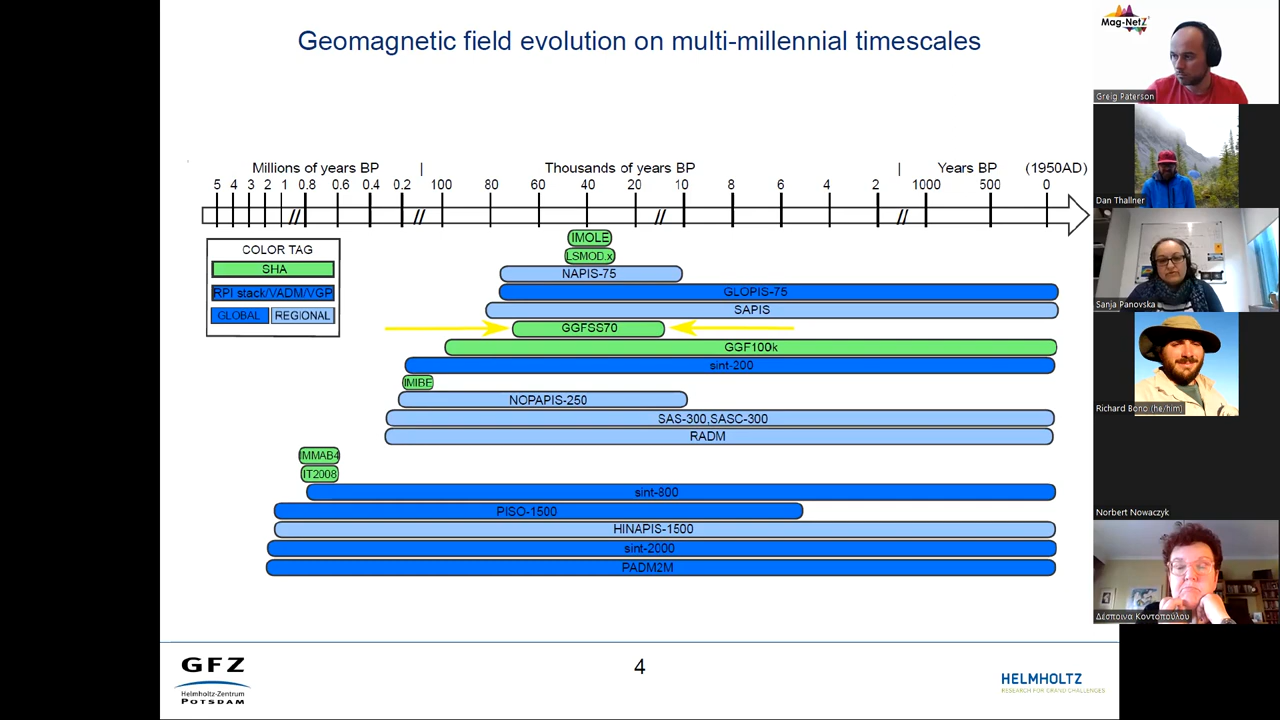 Geomagnetic field evolution on multi-millennial timescales
Millions of years BP | Thousands of years BP | Years BP (1950AD)
5 4 3 2 1 0.8 0.6 0.4 0.2 100 80 60 40 20 10 8 6 4 2 1000 500 0
COLOR TAG
SHA
RPI stack/VADM/VGP
GLOBAL REGIONAL
IMOLE
LSMOD.x
NAPIS-75
GLOPIS-75
SAPIS
GGFSS70
GGF100k
sint-200
IMIBE
NOPAPIS-250
SAS-300,SASC-300
RADM
IMMAB4
IT2008
sint-800
PISO-1500
HINAPIS-1500
sint-2000
PADM2M
GFZ
Helmholtz-Zentrum
POTSDAM
4
HELMHOLTZ
RESEARCH FOR GRAND CHALLENGES
Mag-NetZ
Greig Paterson
Dan Thallner
Sanja Panovska
Richard Bono (he/him)
Norbert Nowaczyk
Δέσποινα Κοντοπούλου